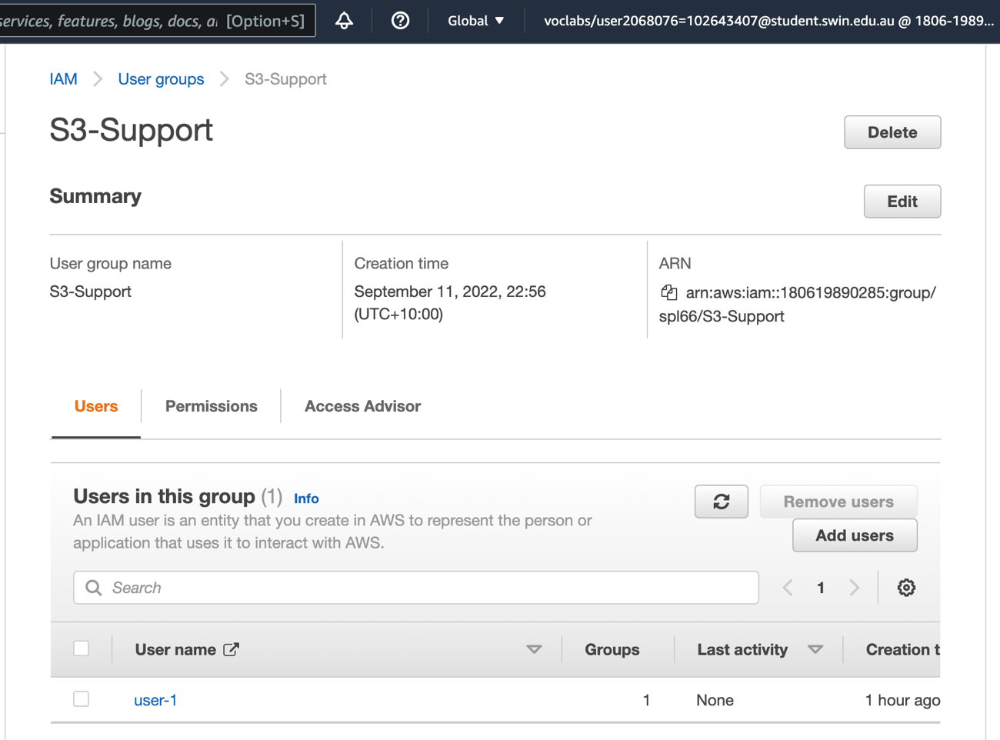 services, features, blogs, docs, a [Option+S] Global ▼ voclabs/user2068076=102643407@student.swin.edu.au @ 1806-1989...
IAM > User groups > S3-Support
S3-Support
Delete
Summary
Edit
User group name
S3-Support
Creation time
September 11, 2022, 22:56
(UTC+10:00)
ARN
arn:aws:iam::180619890285:group/
spl66/S3-Support
Users Permissions Access Advisor
Users in this group (1) Info
An IAM user is an entity that you create in AWS to represent the person or
application that uses it to interact with AWS.
Remove users
Add users
Search
1
User name Groups Last activity Creation t
user-1 1 None 1 hour ago